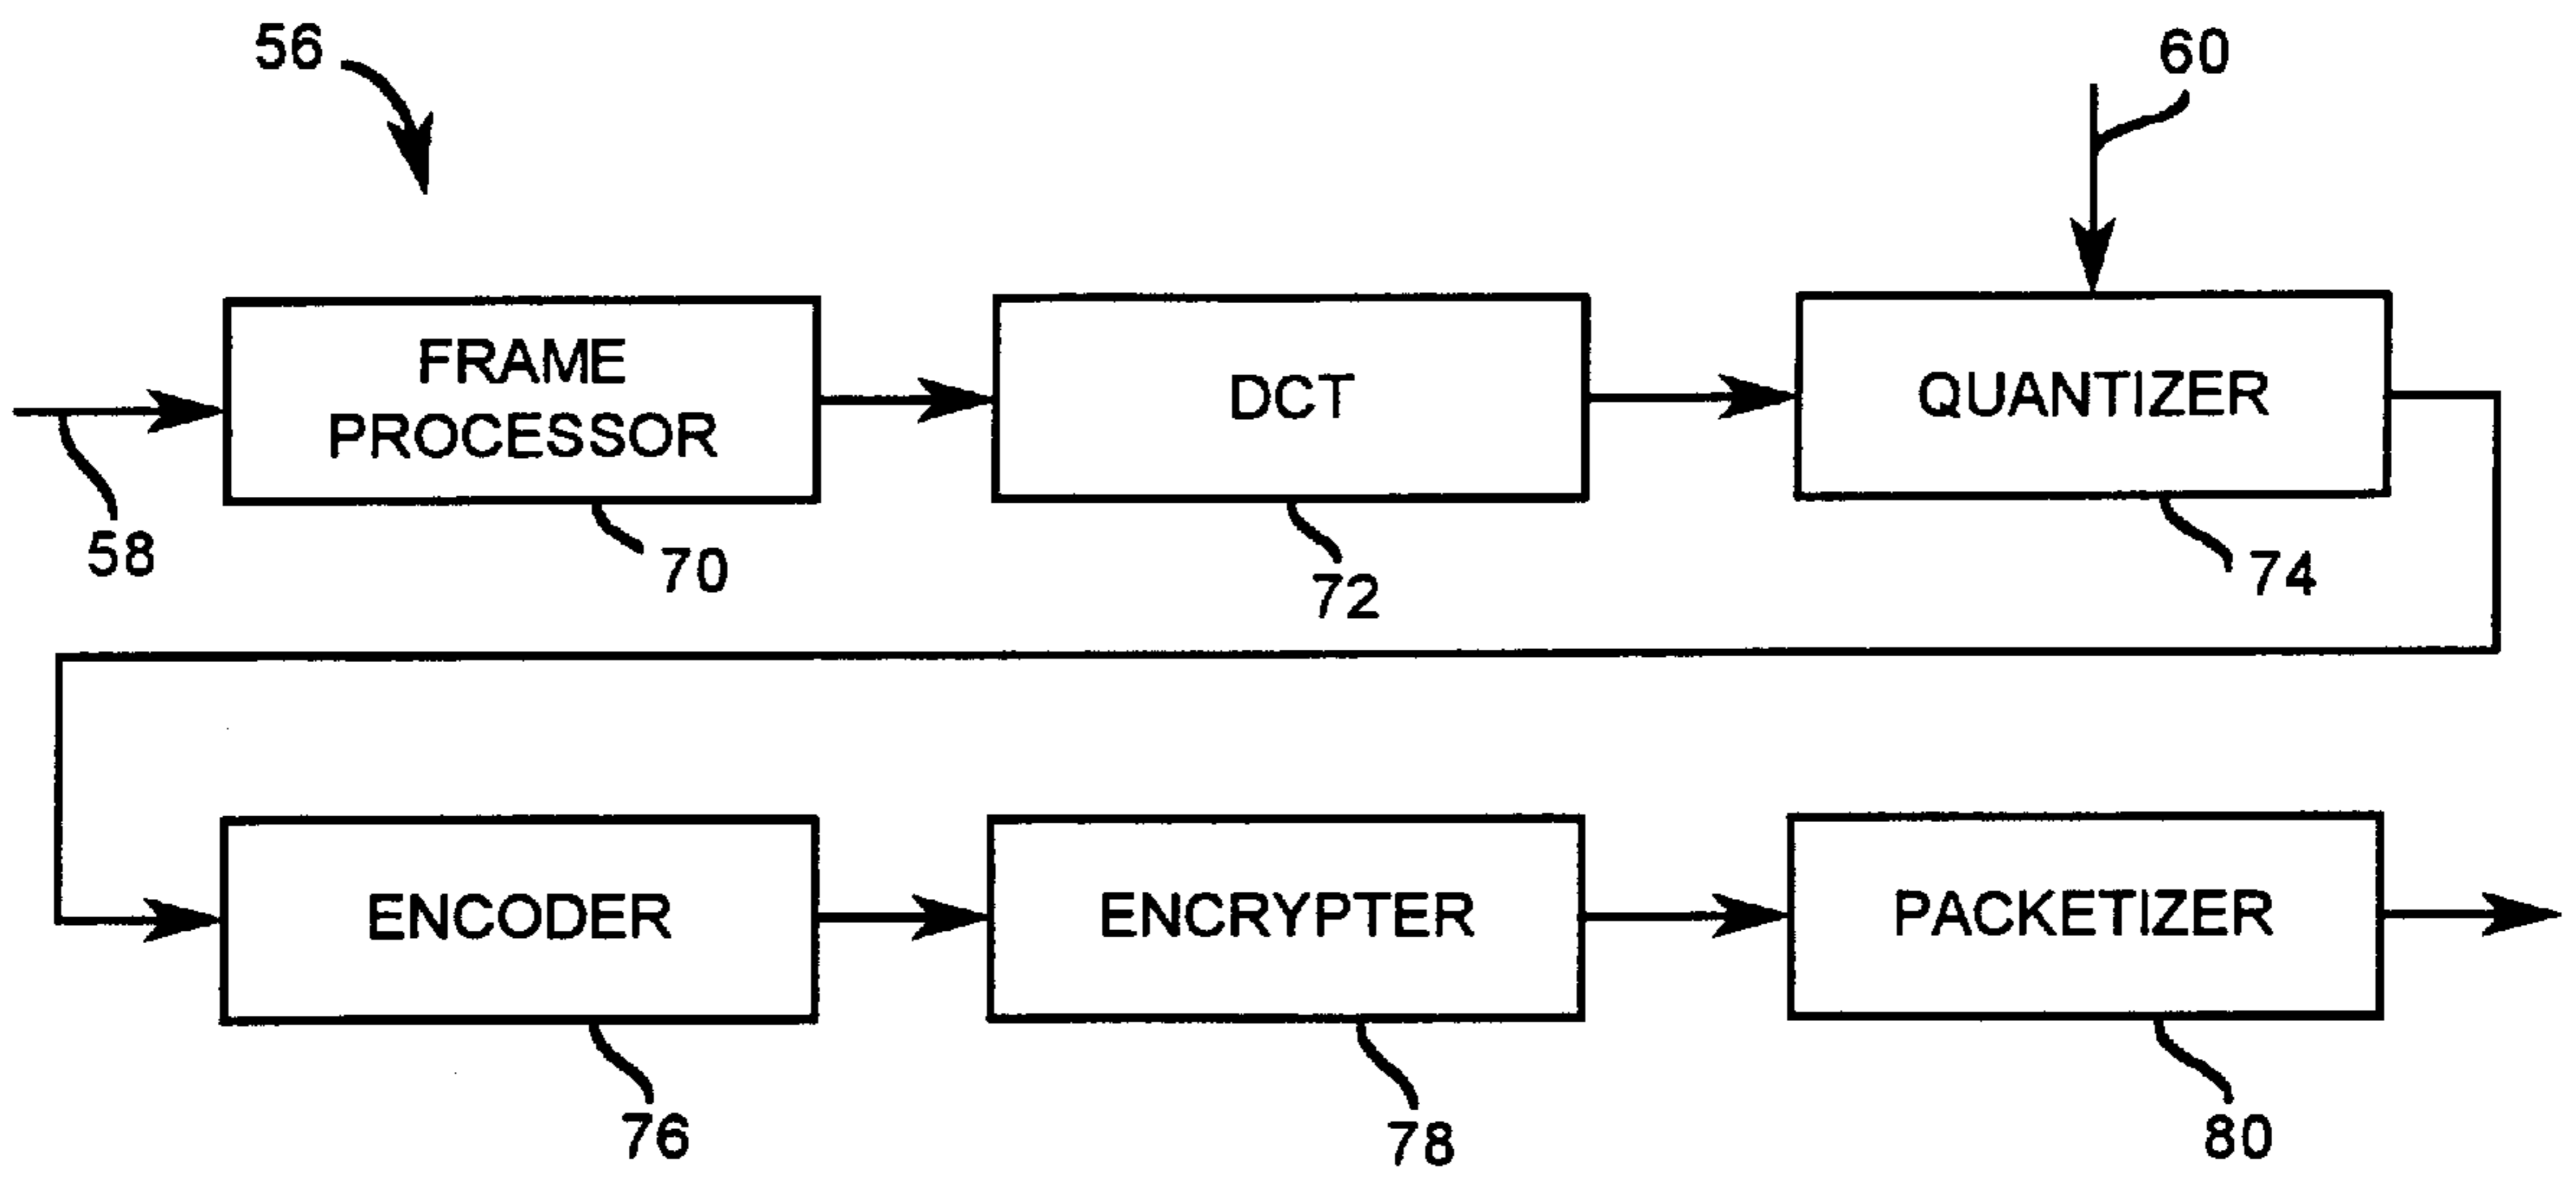 56
60
FRAME
PROCESSOR
DCT
QUANTIZER
58
70
72
74
ENCODER
ENCRYPTER
PACKETIZER
76
78
80